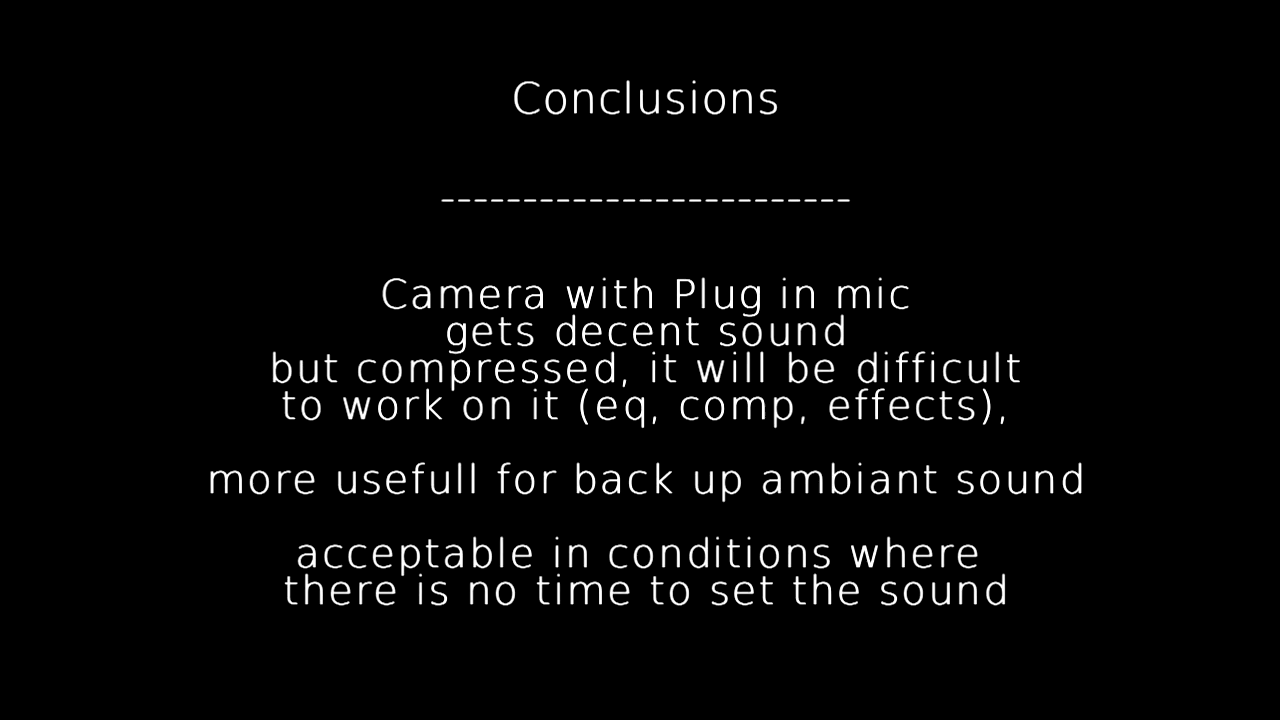 Conclusions
-------------------------
Camera with Plug in mic
gets decent sound
but compressed, it will be difficult
to work on it (eq, comp, effects),
more usefull for back up ambiant sound
acceptable in conditions where
there is no time to set the sound